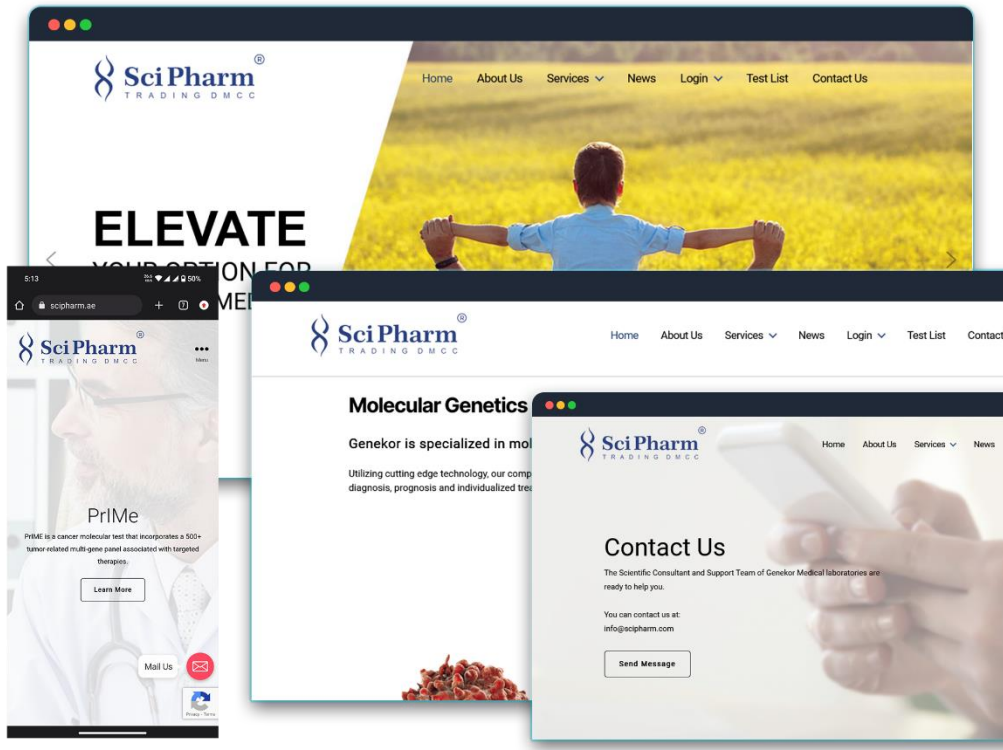 Sci Pharm ®
TRADING DMCC
Home About Us Services News Login Test List Contact Us
ELEVATE
YOUR OPTION FOR
5:13
50%
scipharm.ae
Sci Pharm ®
TRADING DMCC
Menu
PrIMe
PrIME is a cancer molecular test that incorporates a 500+
tumor-related multi-gene panel associated with targeted
therapies.
Learn More
Mail Us
Privacy - Terms
Sci Pharm ®
TRADING DMCC
Home About Us Services News Login Test List Contact
Molecular Genetics
Genekor is specialized in mol
Utilizing cutting edge technology, our comp
diagnosis, prognosis and individualized trea
Sci Pharm ®
TRADING DMCC
Home About Us Services News
Contact Us
The Scientific Consultant and Support Team of Genekor Medical laboratories are
ready to help you.
You can contact us at:
info@scipharm.com
Send Message